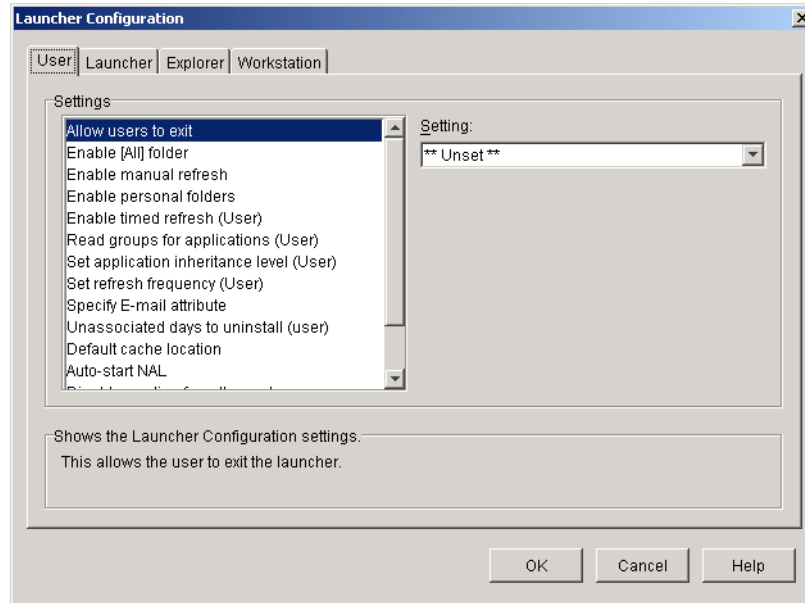 Launcher Configuration
User
Launcher
Explorer
Workstation
Settings
Allow users to exit
Enable [All] folder
Enable manual refresh
Enable personal folders
Enable timed refresh (User)
Read groups for applications (User)
Set application inheritance level (User)
Set refresh frequency (User)
Specify E-mail attribute
Unassociated days to uninstall (user)
Default cache location
Auto-start NAL
Setting:
** Unset **
Shows the Launcher Configuration settings.
This allows the user to exit the launcher.
OK
Cancel
Help